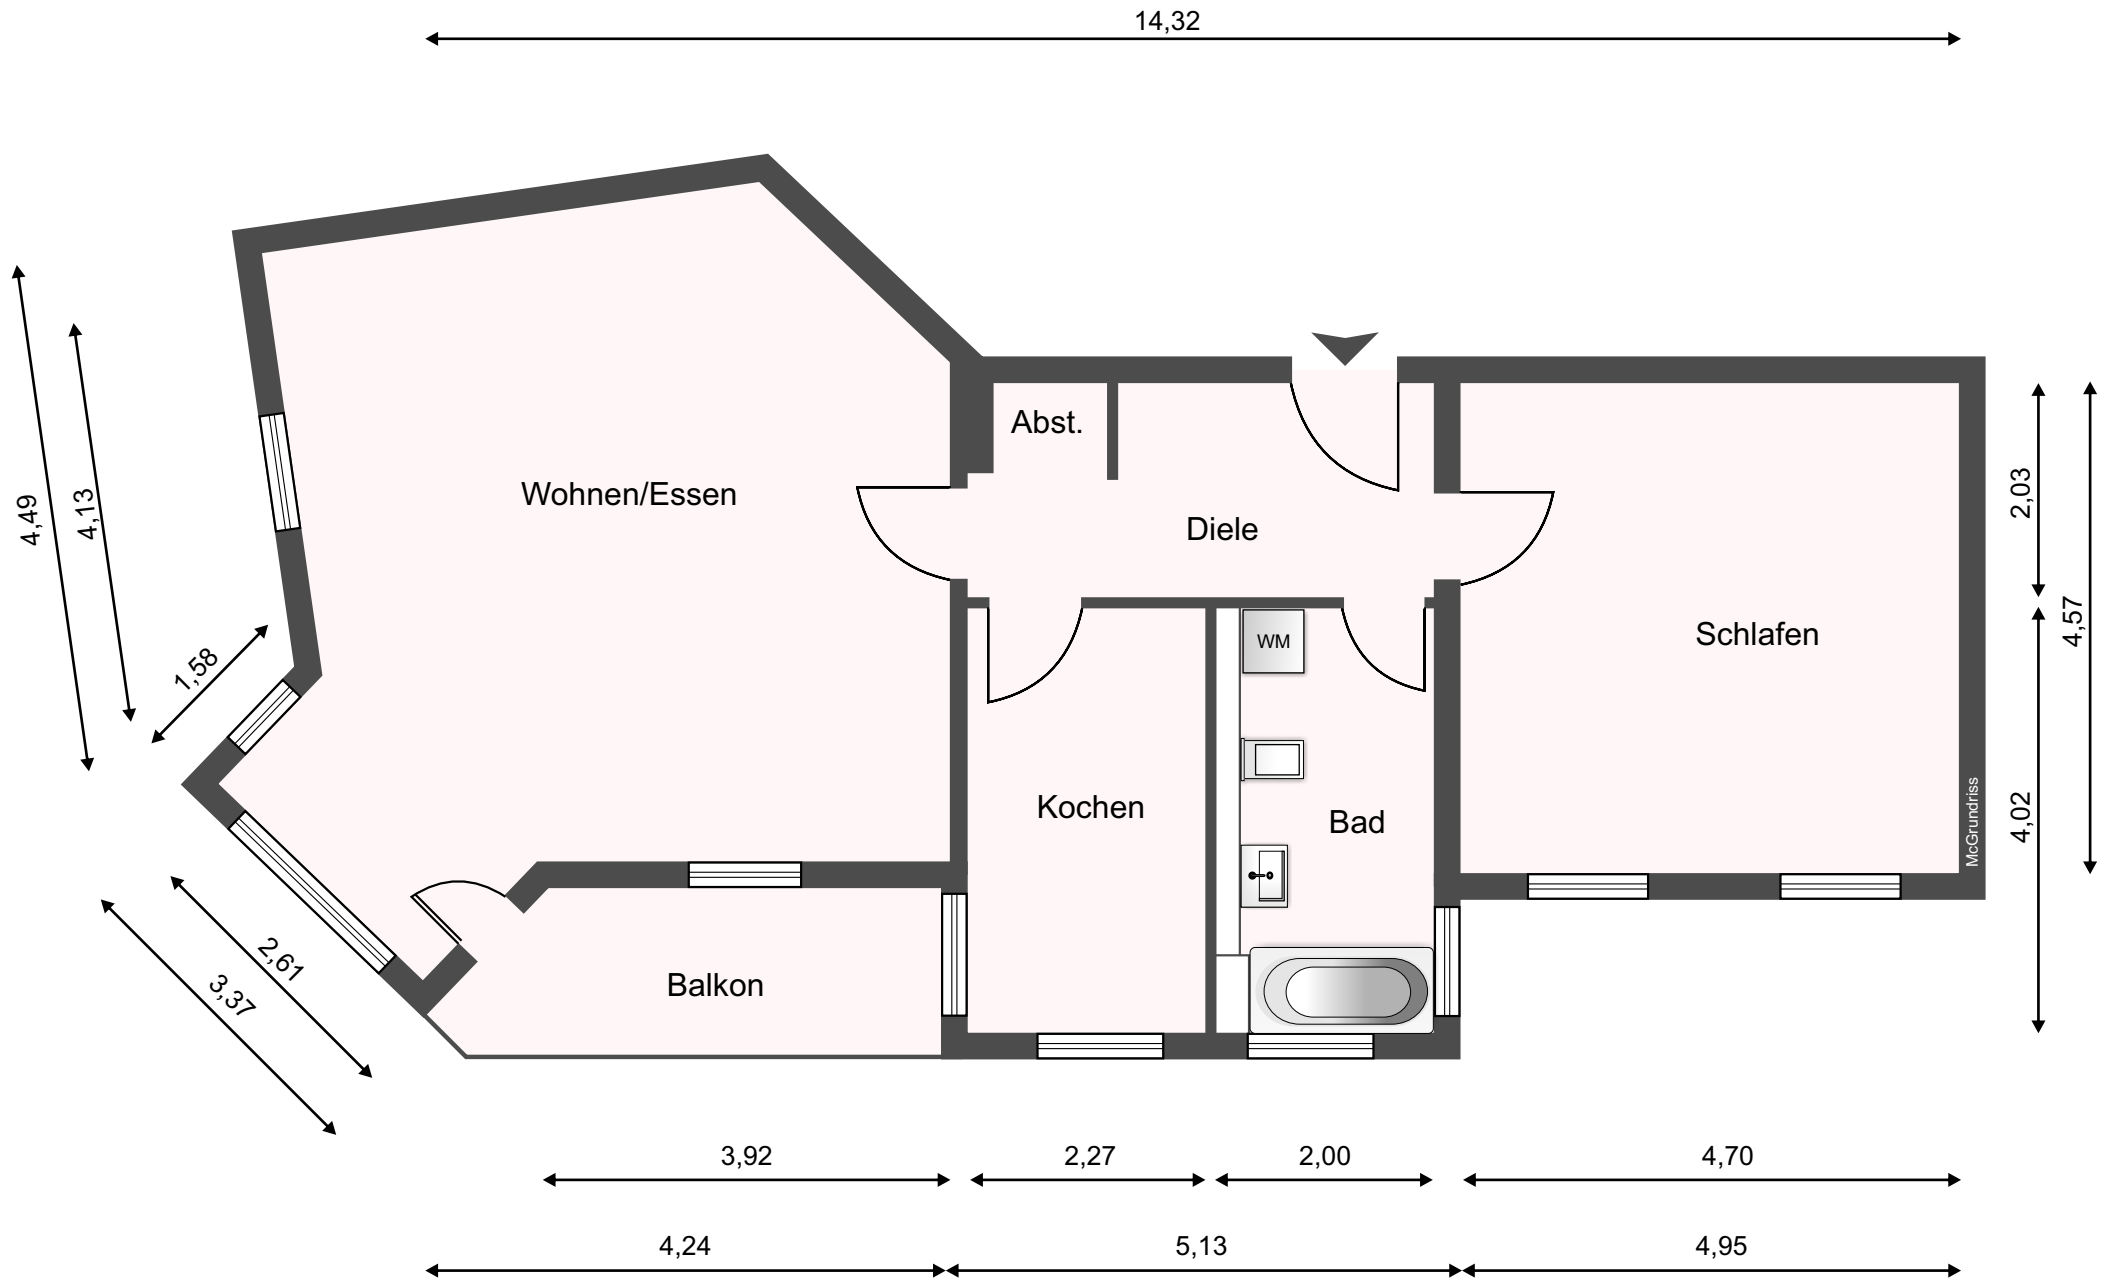 14,32
Abst.
Wohnen/Essen
Diele
4,49
4,13
2,03
1,58
WM
Schlafen
4,57
Kochen
Bad
McGrundriss
4,02
2,61
3,37
Balkon
3,92
2,27
2,00
4,70
4,24
5,13
4,95